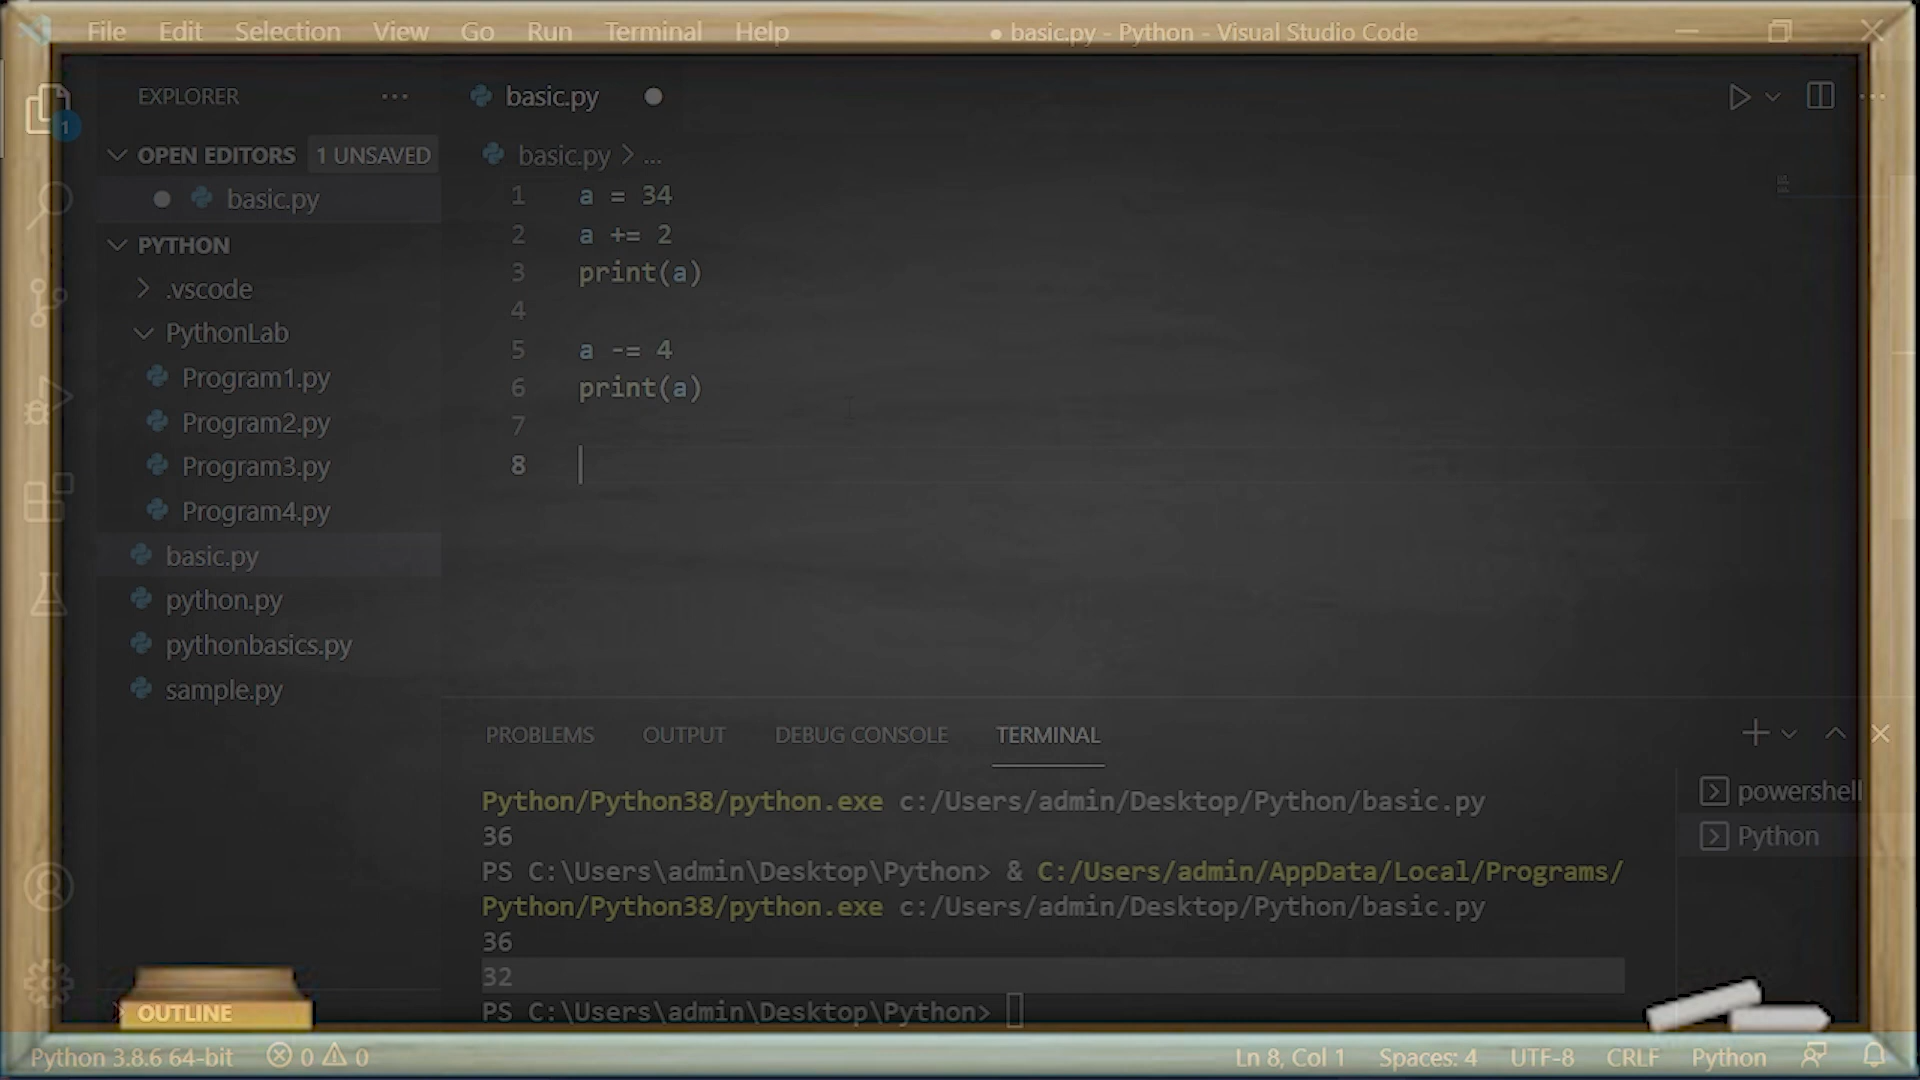 File Edit Selection View Go Run Terminal Help ● basic.py - Python - Visual Studio Code
EXPLORER
OPEN EDITORS 1 UNSAVED
basic.py
PYTHON
.vscode
PythonLab
Program1.py
Program2.py
Program3.py
Program4.py
basic.py
python.py
pythonbasics.py
sample.py
OUTLINE
1
basic.py
basic.py > ...
1 a = 34
2 a += 2
3 print(a)
4
5 a -= 4
6 print(a)
7
8
PROBLEMS OUTPUT DEBUG CONSOLE TERMINAL
Python/Python38/python.exe c:/Users/admin/Desktop/Python/basic.py
36
PS C:\Users\admin\Desktop\Python> & C:/Users/admin/AppData/Local/Programs/
Python/Python38/python.exe c:/Users/admin/Desktop/Python/basic.py
36
32
PS C:\Users\admin\Desktop\Python>
powershell
Python
Python 3.8.6 64-bit 0 0 Ln 8, Col 1 Spaces: 4 UTF-8 CRLF Python